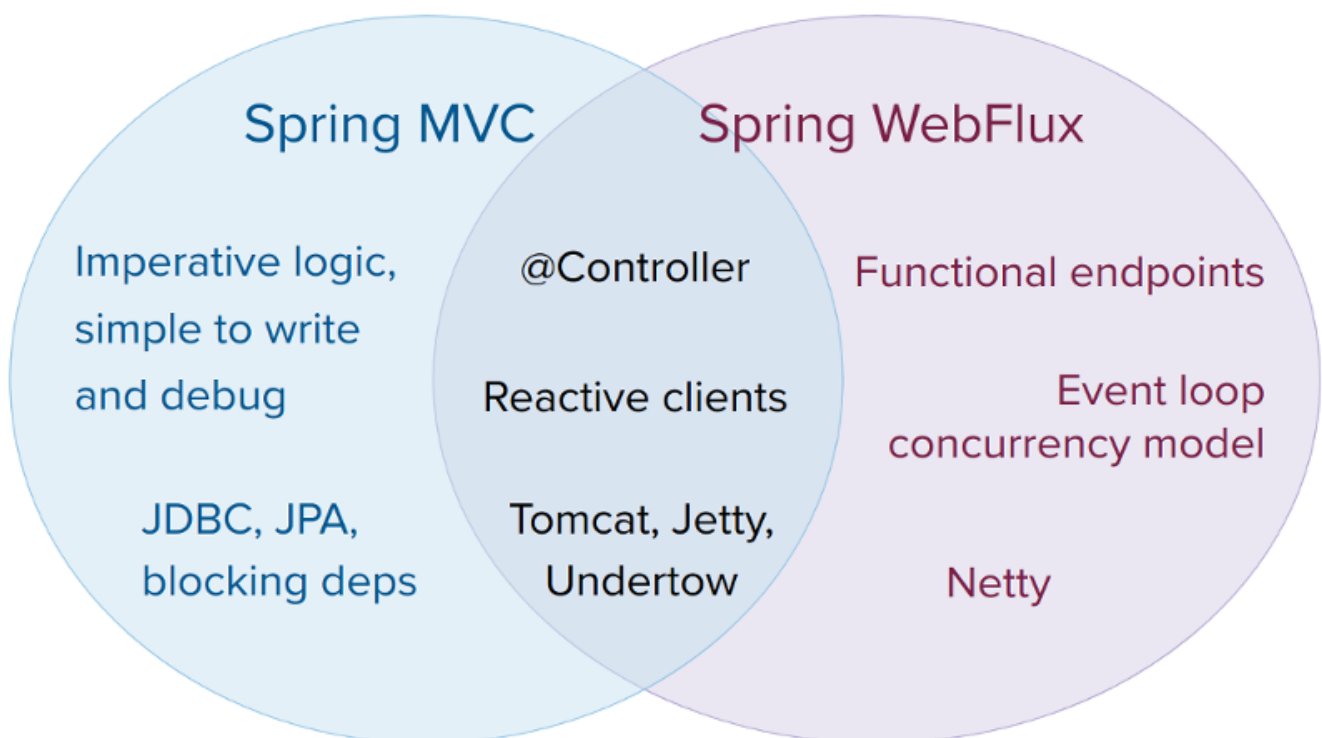 Spring MVC
Spring WebFlux
Imperative logic,
simple to write
and debug
JDBC, JPA,
blocking deps
@Controller
Reactive clients
Tomcat, Jetty,
Undertow
Functional endpoints
Event loop
concurrency model
Netty